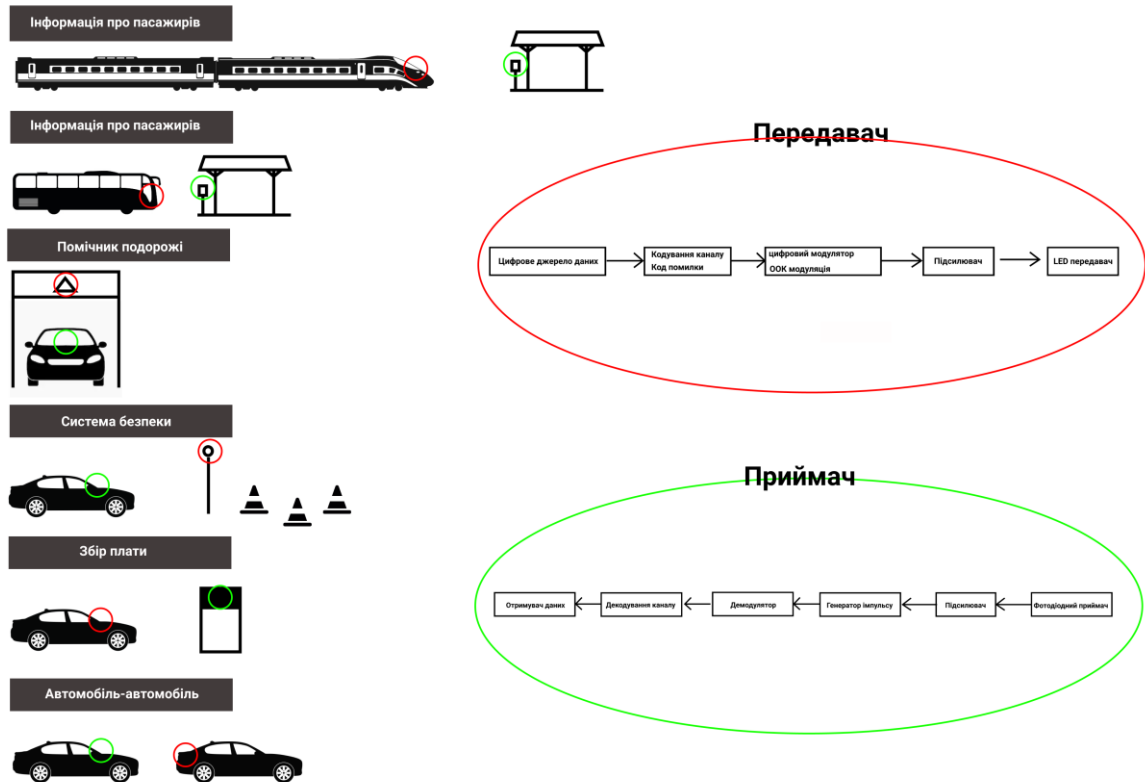 Інформація про пасажирів
Інформація про пасажирів
Помічник подорожі
Система безпеки
Збір плати
Автомобіль-автомобіль
Передавач
Цифрове джерело даних
Кодування каналу
Код помилки
цифровий модулятор
ООК модуляція
Підсилювач
LED передавач
Приймач
Отримувач даних
Декодування каналу
Демодулятор
Генератор імпульсу
Підсилювач
Фотодіодний приймач